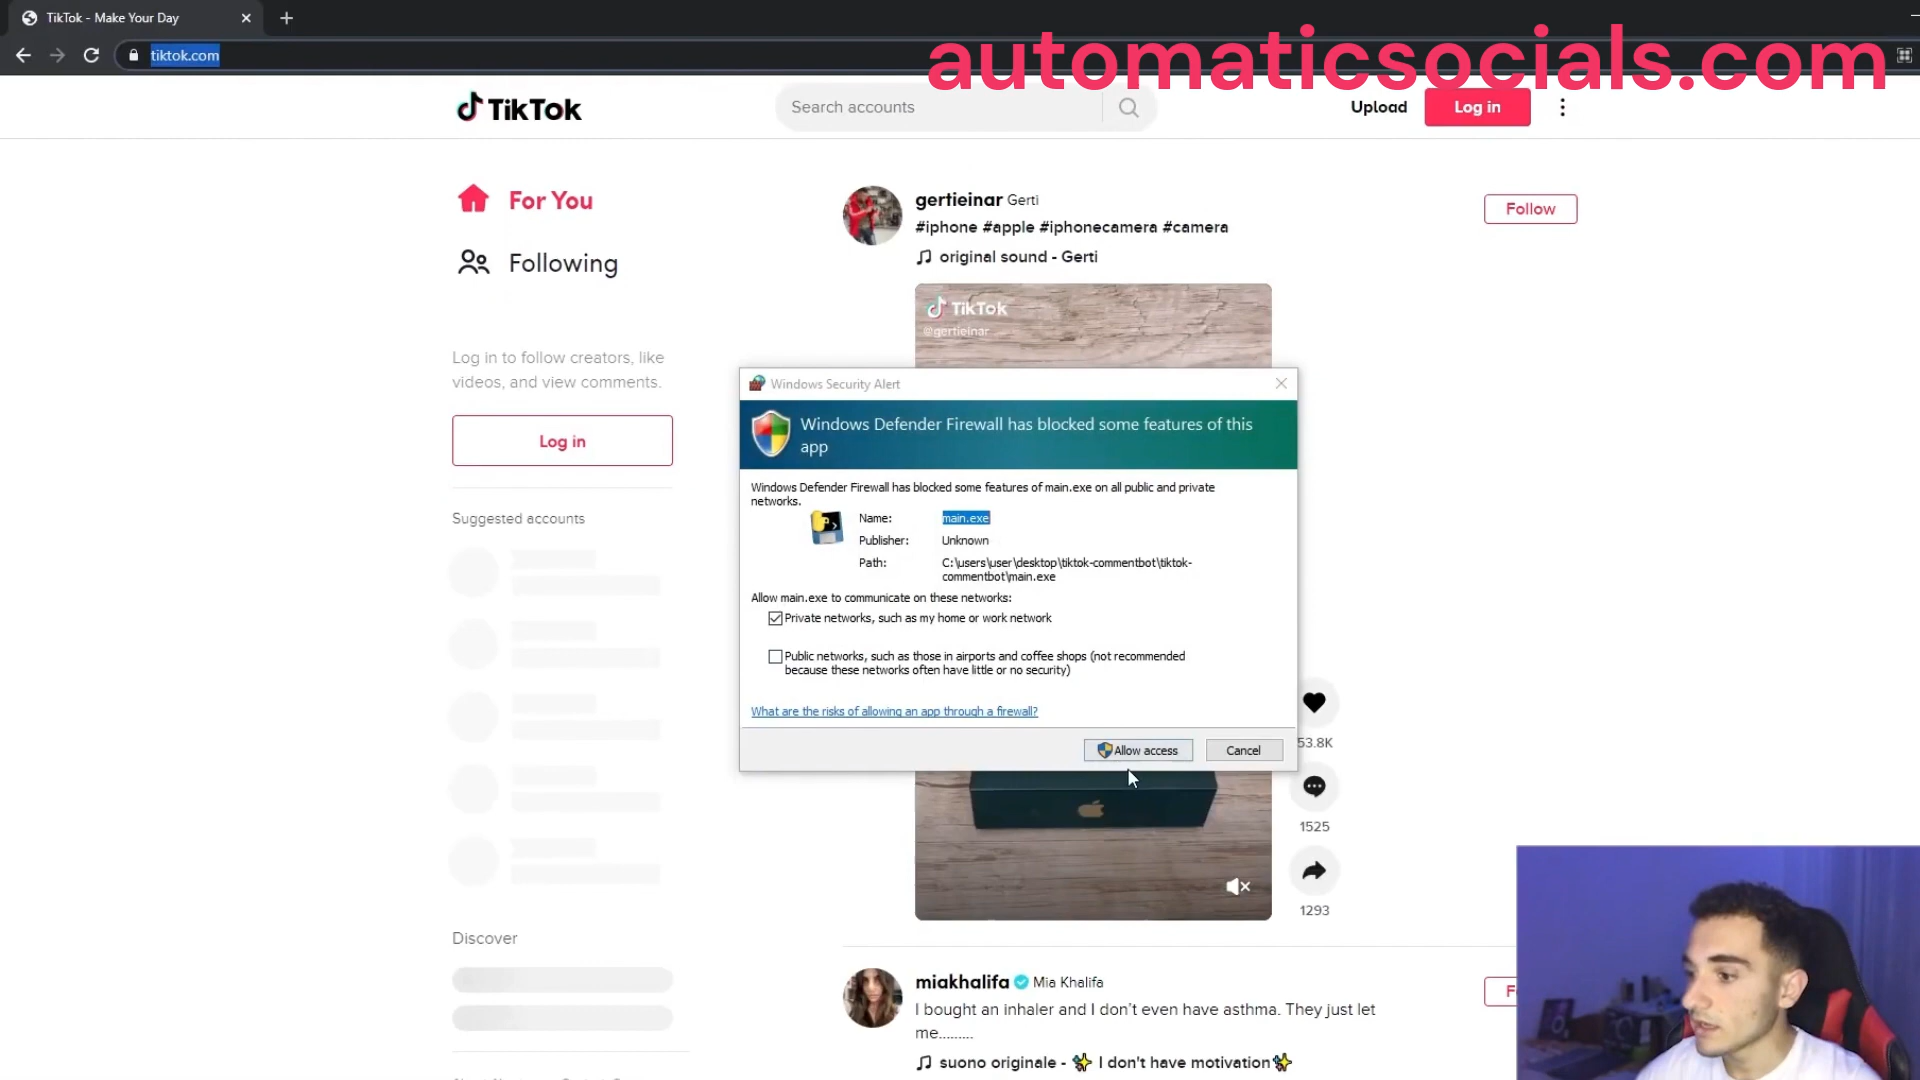 TikTok - Make Your Day
tiktok.com
automaticsocials.com
TikTok
Search accounts
Upload
Log in
For You
Following
Log in to follow creators, like
videos, and view comments.
Log in
Suggested accounts
Discover
gertieinar Gerti
#iphone #apple #iphonecamera #camera
original sound - Gerti
Follow
TikTok
@gertieinar
Windows Security Alert
Windows Defender Firewall has blocked some features of this
app
Windows Defender Firewall has blocked some features of main.exe on all public and private
networks.
Name: main.exe
Publisher: Unknown
Path: C:\users\user\desktop\tiktok-commentbot\tiktok-
commentbot\main.exe
Allow main.exe to communicate on these networks:
Private networks, such as my home or work network
Public networks, such as those in airports and coffee shops (not recommended
because these networks often have little or no security)
What are the risks of allowing an app through a firewall?
Allow access
Cancel
53.8K
1525
1293
miakhalifa Mia Khalifa
I bought an inhaler and I don't even have asthma. They just let
me.........
suono originale - ✨ I don't have motivation✨